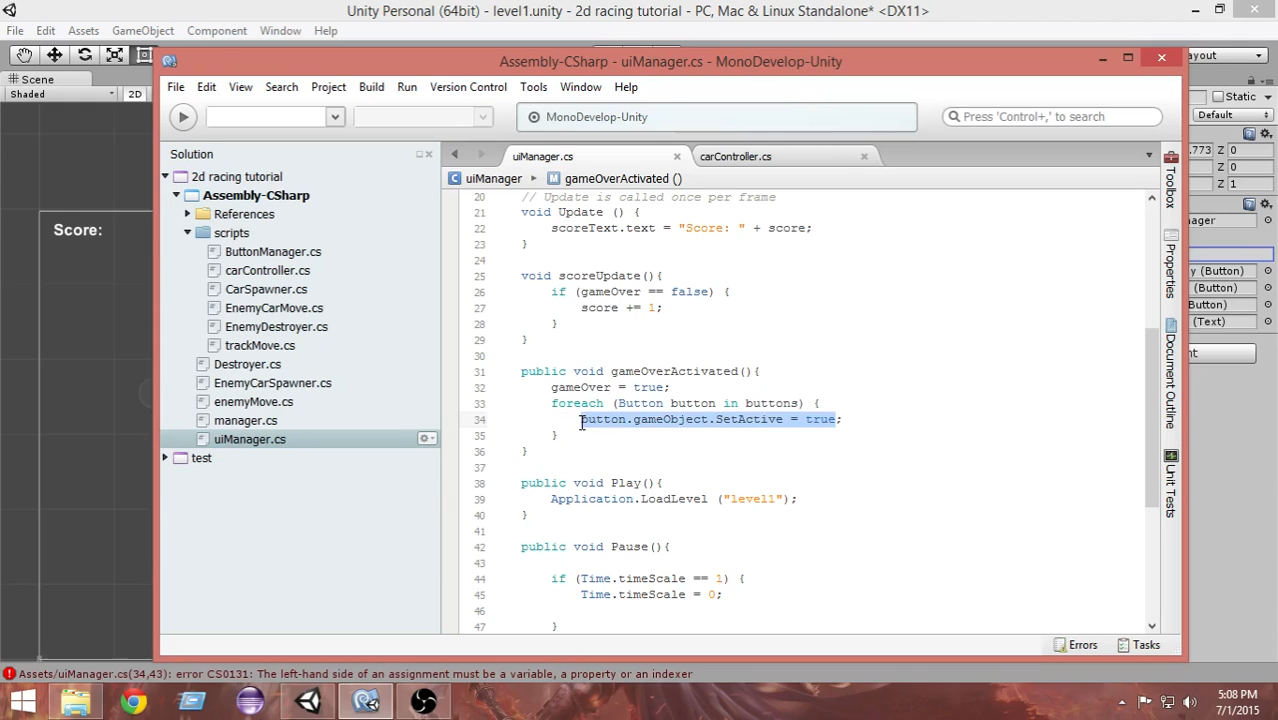 Unity Personal (64bit) - level1.unity - 2d racing tutorial - PC, Mac & Linux Standalone* <DX11>
File Edit Assets GameObject Component Window Help
Scene
Shaded
2D
Score:
Assembly-CSharp - uiManager.cs - MonoDevelop-Unity
File Edit View Search Project Build Run Version Control Tools Window Help
MonoDevelop-Unity
Press 'Control+,' to search
Solution
2d racing tutorial
Assembly-CSharp
References
scripts
ButtonManager.cs
carController.cs
CarSpawner.cs
EnemyCarMove.cs
EnemyDestroyer.cs
trackMove.cs
Destroyer.cs
EnemyCarSpawner.cs
enemyMove.cs
manager.cs
uiManager.cs
test
uiManager.cs carController.cs
uiManager gameOverActivated ()
20 // Update is called once per frame
21 void Update () {
22 scoreText.text = "Score: " + score;
23 }
24
25 void scoreUpdate(){
26 if (gameOver == false) {
27 score += 1;
28 }
29 }
30
31 public void gameOverActivated(){
32 gameOver = true;
33 foreach (Button button in buttons) {
34 button.gameObject.SetActive = true;
35 }
36 }
37
38 public void Play(){
39 Application.LoadLevel ("level1");
40 }
41
42 public void Pause(){
43
44 if (Time.timeScale == 1) {
45 Time.timeScale = 0;
46
47 }
Toolbox
Properties
Document Outline
Unit Tests
Errors Tasks
ayout
Static
Default
.773 Z 0
Z 0
Z 1
nager
y (Button)
(Button)
Button)
(Text)
nt
Assets/uiManager.cs(34,43): error CS0131: The left-hand side of an assignment must be a variable, a property or an indexer
5:08 PM
7/1/2015